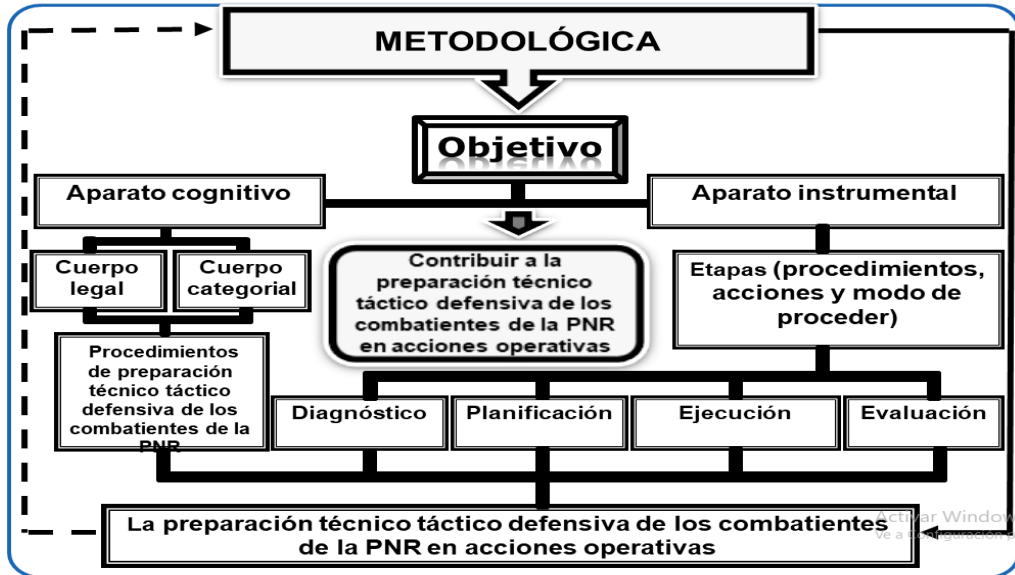 METODOLÓGICA
Objetivo
Aparato cognitivo
Aparato instrumental
Cuerpo
legal
Cuerpo
categorial
Contribuir a la
preparación técnico
táctico defensiva de los
combatientes de la PNR
en acciones operativas
Etapas (procedimientos,
acciones y modo de
proceder)
Procedimientos
de preparación
técnico táctico
defensiva de los
combatientes de la
PNR
Diagnóstico
Planificación
Ejecución
Evaluación
La preparación técnico táctico defensiva de los combatientes
de la PNR en acciones operativas
Activar Window
Ve a Configuración p